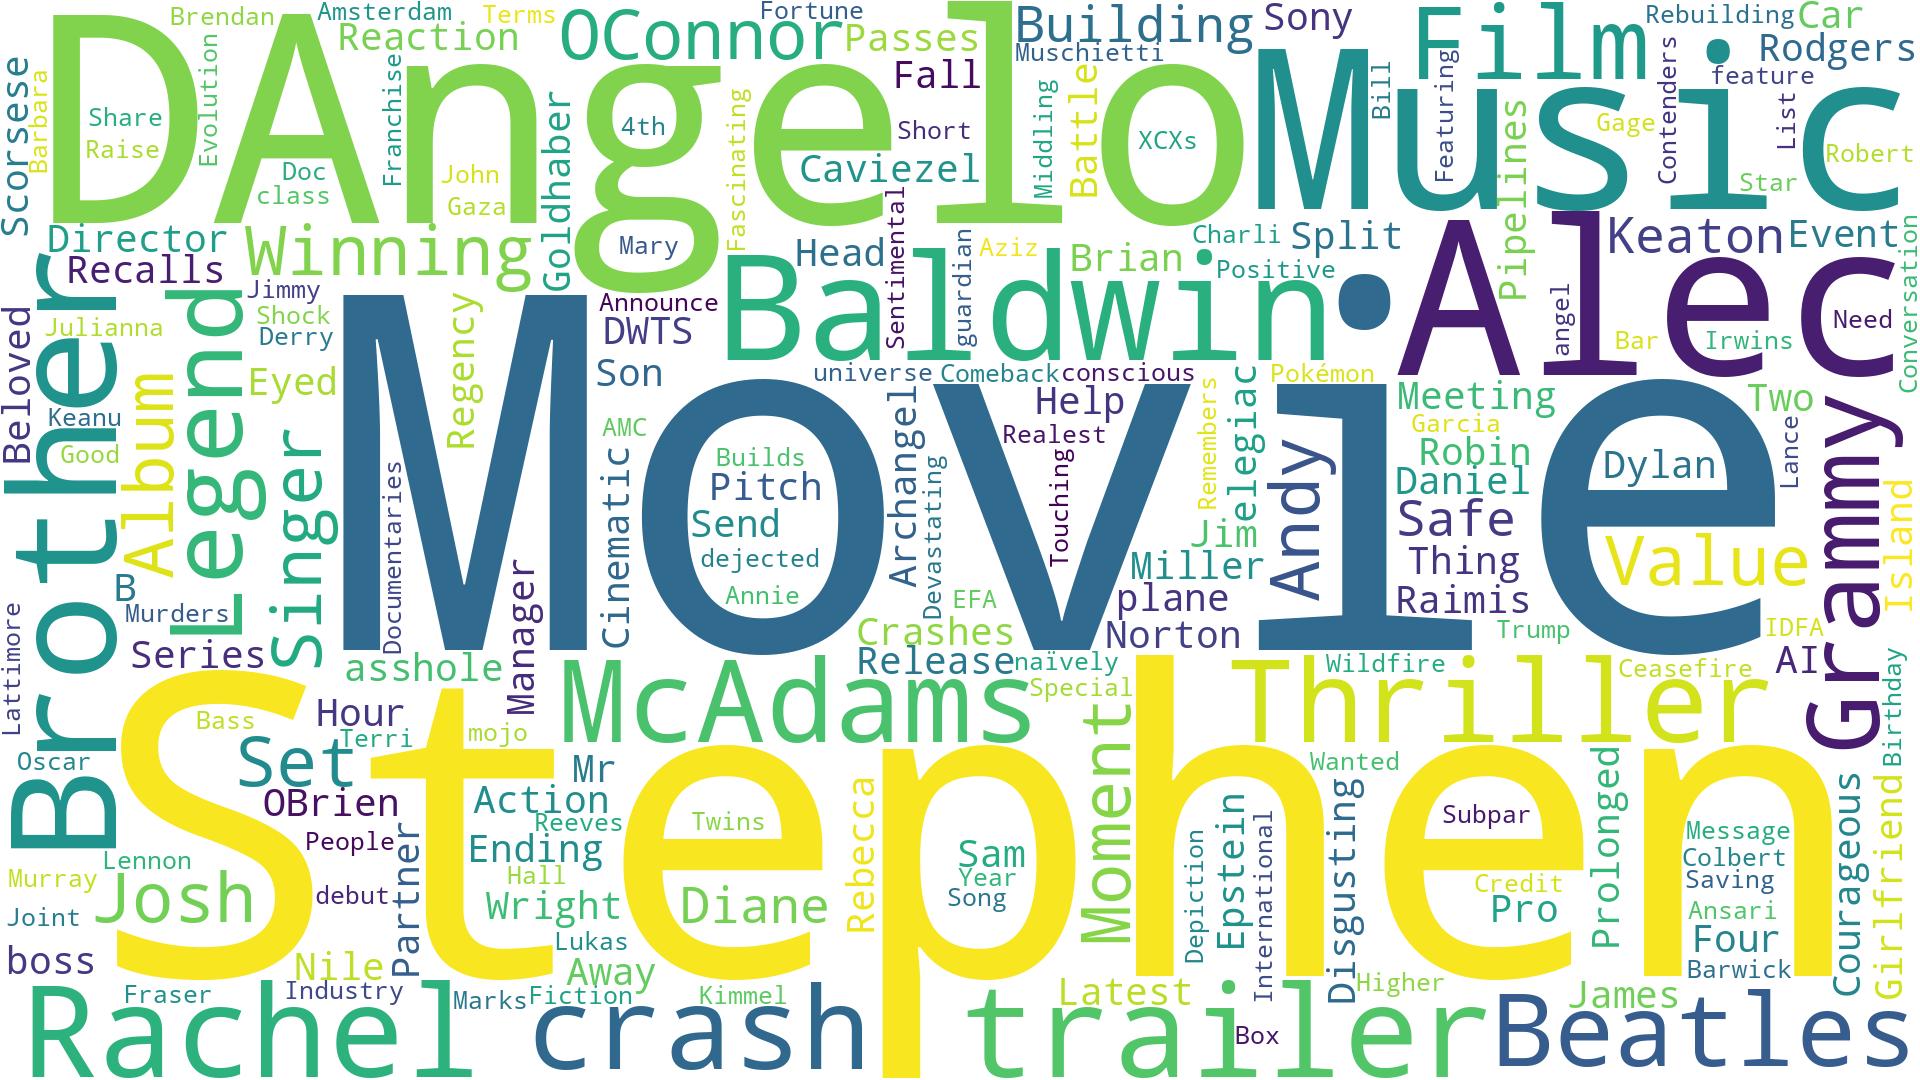 Brendan
Amsterdam
Terms
Fortune
OConnor
Reaction
Passes
Building
Muschietti
Sony
Film
Rebuilding
Car
Rodgers
feature
Scorsese
Barbara
DAngelo
Share
Raise
Evolution
Doc
class
Franchise
John
Gaza
Goldhaber
4th
Mary
Fascinating
Fall
Short
Caviezel
Sentimental
Middling
Battle
XCXs
Music
Bill
Featuring
Pipelines
Gage
Contenders
List
Robert
Star
Director
Recalls
Winning
Jimmy
Shock
Derry
Head
guardian
Aziz
Brian
Charli
Split
Positive
Keaton
Event
Conversation
Alec
angel
Need
Bar
Irwins
Brother
Beloved
Julianna
Legend
Eyed
Regency
Announce
DWTS
Son
Baldwin
universe
Comeback
conscious
Pokémon
Keanu
Good
Album
Singer
Movie
Documentaries
AMC
Cinematic
Builds
Pitch
Send
dejected
Annie
Archangel
Devastating
EFA
Help
Realest
Touching
Remembers
elegiac
Jim
Miller
plane
Norton
Andy
Meeting
Garcia
Robin
Daniel
Safe
Thing
Raimis
Two
Lance
Dylan
Value
Grammy
Island
B
Murders
Series
Lattimore
asshole
Manager
Crashes
Release
naïvely
Special
McAdams
Moment
Thriller
Trump
Wildfire
Ceasefire
IDFA
AI
Birthday
Stephen
Bass
Hour
Terri
mojo
Set
Oscar
OBrien
People
Mr
Action
Reeves
Ending
Hall
Wright
Twins
Diane
Rebecca
Sam
Year
Song
Wanted
Epstein
Depiction
International
Disgusting
Subpar
Credit
Pro
Prolonged
Message
Colbert
Saving
Ansari
Four
Barwick
Courageous
Girlfriend
Lennon
Murray
Josh
Joint
debut
Partner
boss
Nile
Lukas
Away
Fraser
Industry
Marks
Fiction
Kimmel
Latest
Higher
James
Rachel
crash
trailer
Box
Beatles